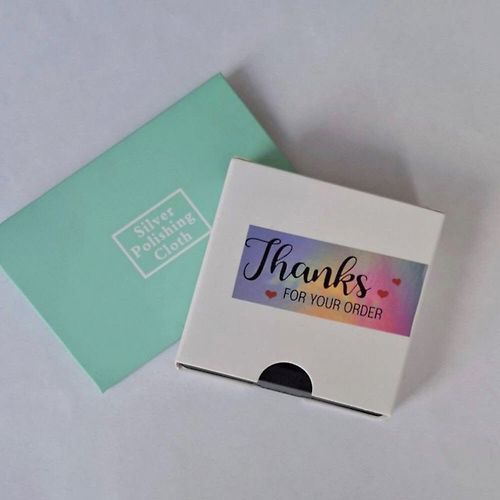 Silver
Polishing
Cloth
Thanks
FOR YOUR ORDER